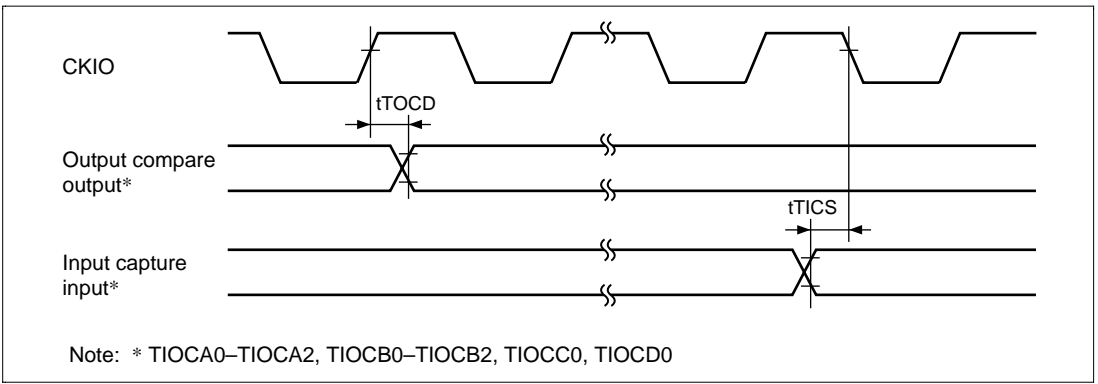 CKIO
tTOCD
Output compare
output*
tTICS
Input capture
input*
Note: * TIOCA0–TIOCA2, TIOCB0–TIOCB2, TIOCC0, TIOCD0